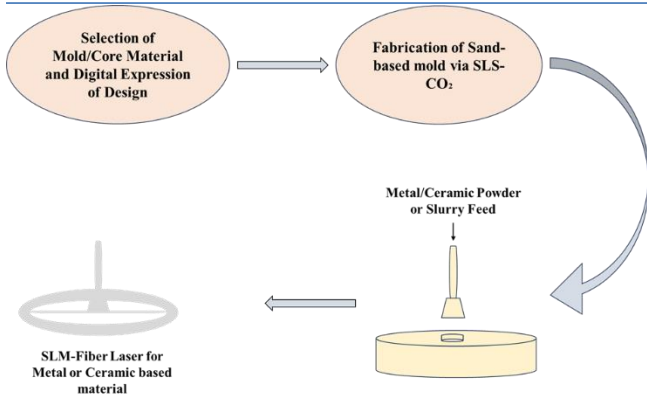 Selection of
Mold/Core Material
and Digital Expression
of Design
Fabrication of Sand-
based mold via SLS-
CO₂
Metal/Ceramic Powder
or Slurry Feed
SLM-Fiber Laser for
Metal or Ceramic based
material